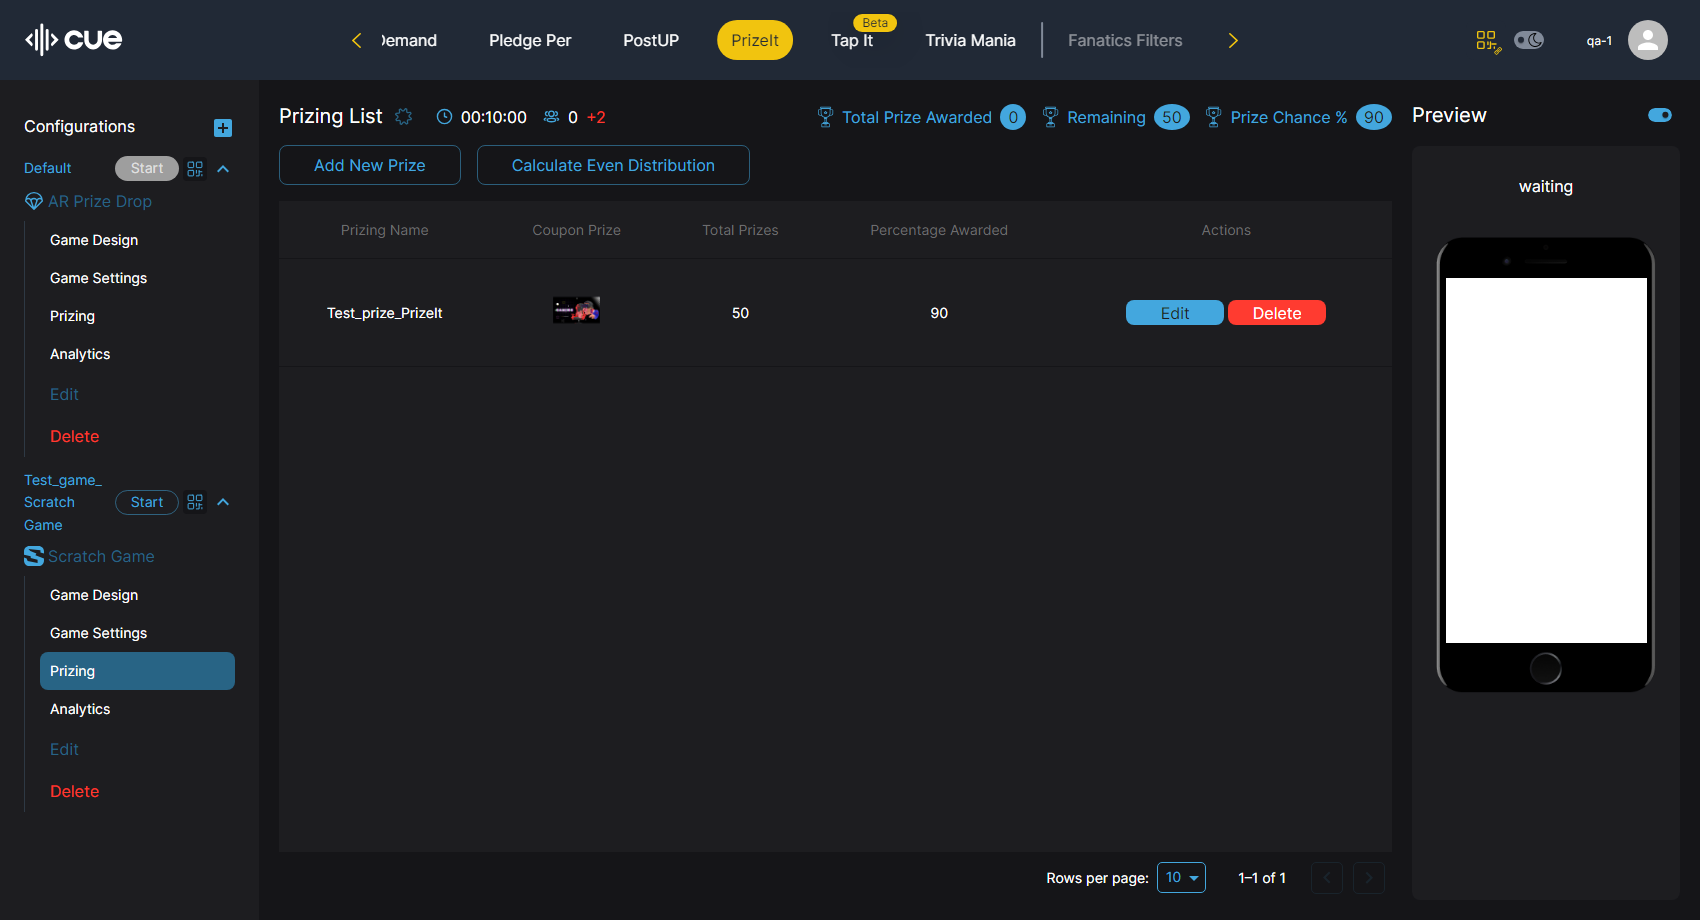 cue
Demand
Pledge Per
PostUP
PrizeIt
Beta
Tap It
Trivia Mania
Fanatics Filters
qa-1
Configurations
Default
Start
AR Prize Drop
Game Design
Game Settings
Prizing
Analytics
Edit
Delete
Test_game_
Scratch
Game
Start
Scratch Game
Game Design
Game Settings
Prizing
Analytics
Edit
Delete
Prizing List
00:10:00
0 +2
Total Prize Awarded 0
Remaining 50
Prize Chance % 90
Add New Prize
Calculate Even Distribution
Prizing Name
Coupon Prize
Total Prizes
Percentage Awarded
Actions
Test_prize_PrizeIt
50
90
Edit
Delete
Rows per page: 10
1–1 of 1
Preview
waiting